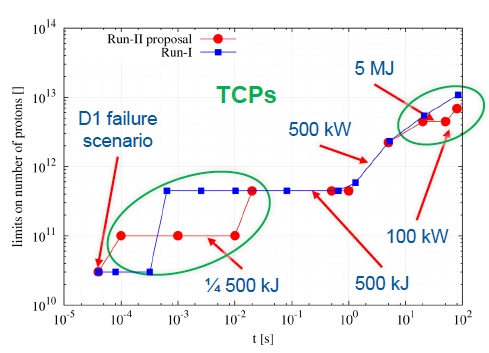 Run-II proposal
Run-I
TCPs
5 MJ
D1 failure
scenario
500 kW
100 kW
¼ 500 kJ
500 kJ
limits on number of protons []
10^14
10^13
10^12
10^11
10^10
10^-5
10^-4
10^-3
10^-2
10^-1
10^0
10^1
10^2
t [s]